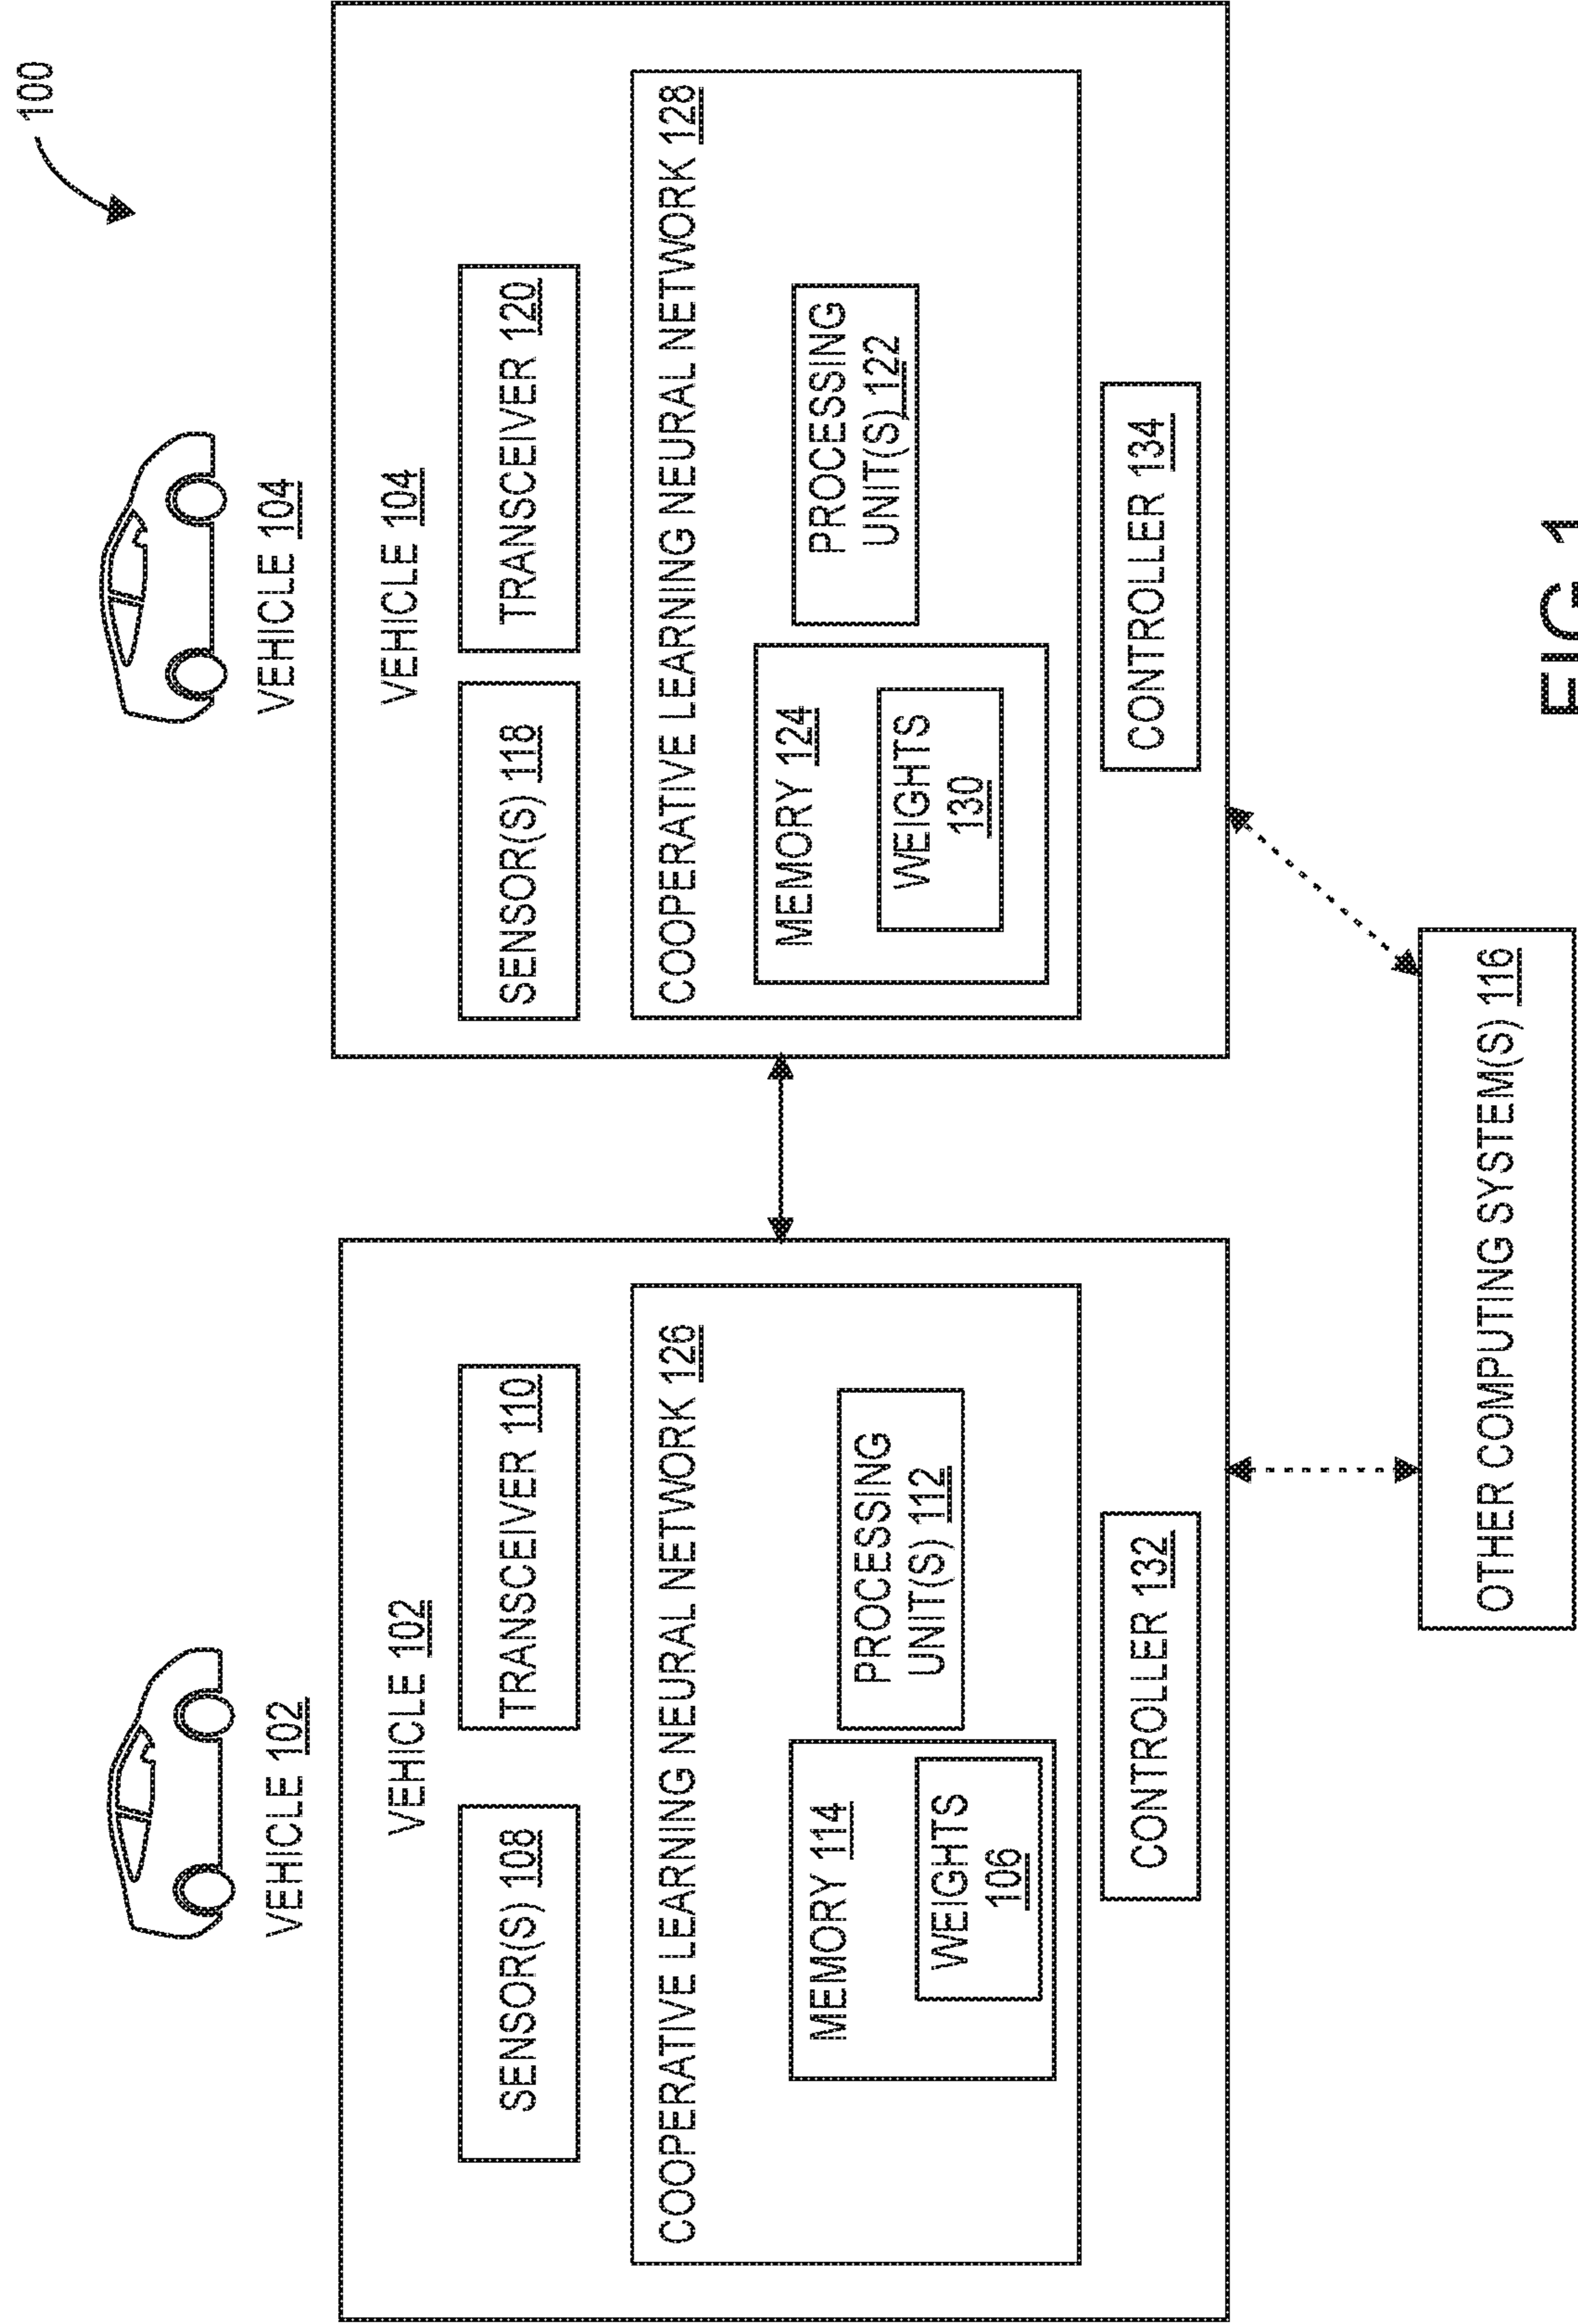 100
VEHICLE 102
VEHICLE 104
VEHICLE 102
SENSOR(S) 108
TRANSCEIVER 110
COOPERATIVE LEARNING NEURAL NETWORK 126
MEMORY 114
WEIGHTS
106
PROCESSING
UNIT(S) 112
CONTROLLER 132
VEHICLE 104
SENSOR(S) 118
TRANSCEIVER 120
COOPERATIVE LEARNING NEURAL NETWORK 128
MEMORY 124
WEIGHTS
130
PROCESSING
UNIT(S) 122
CONTROLLER 134
OTHER COMPUTING SYSTEM(S) 116
FIG 1